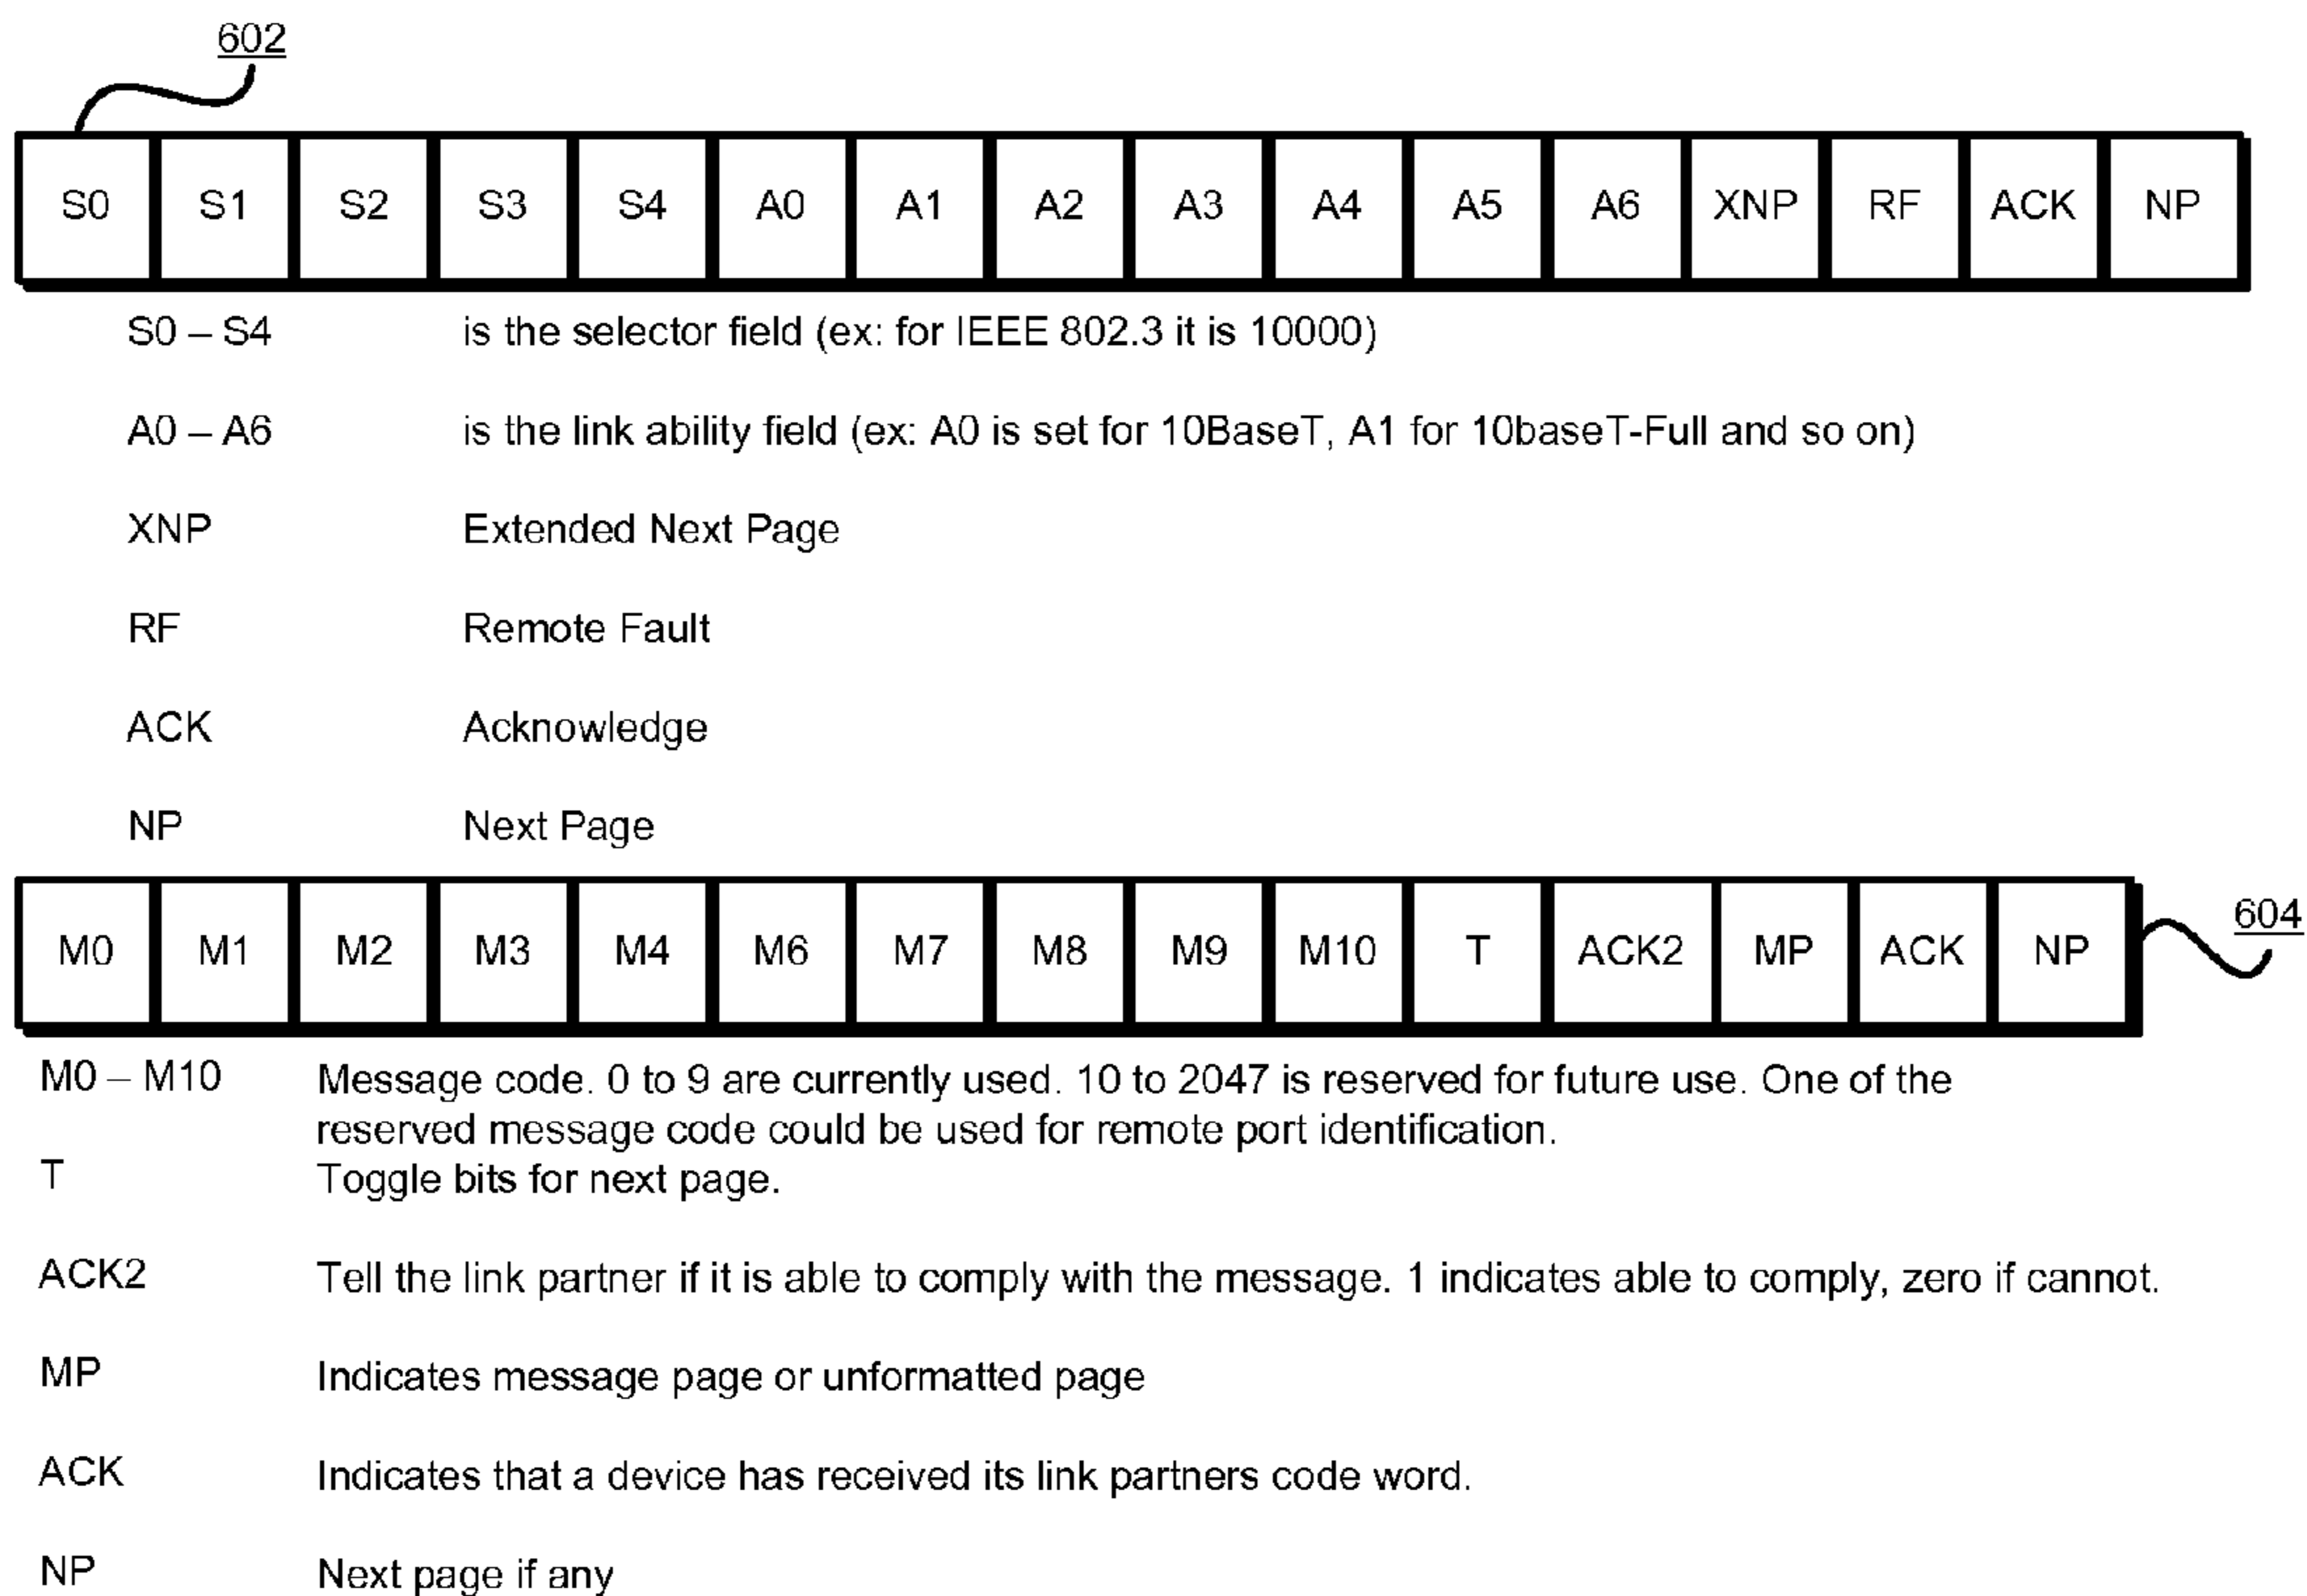 602
S0 S1 S2 S3 S4 A0 A1 A2 A3 A4 A5 A6 XNP RF ACK NP
S0 – S4 is the selector field (ex: for IEEE 802.3 it is 10000)
A0 – A6 is the link ability field (ex: A0 is set for 10BaseT, A1 for 10baseT-Full and so on)
XNP Extended Next Page
RF Remote Fault
ACK Acknowledge
NP Next Page
M0 M1 M2 M3 M4 M6 M7 M8 M9 M10 T ACK2 MP ACK NP
604
M0 – M10 Message code. 0 to 9 are currently used. 10 to 2047 is reserved for future use. One of the
reserved message code could be used for remote port identification.
T Toggle bits for next page.
ACK2 Tell the link partner if it is able to comply with the message. 1 indicates able to comply, zero if cannot.
MP Indicates message page or unformatted page
ACK Indicates that a device has received its link partners code word.
NP Next page if any